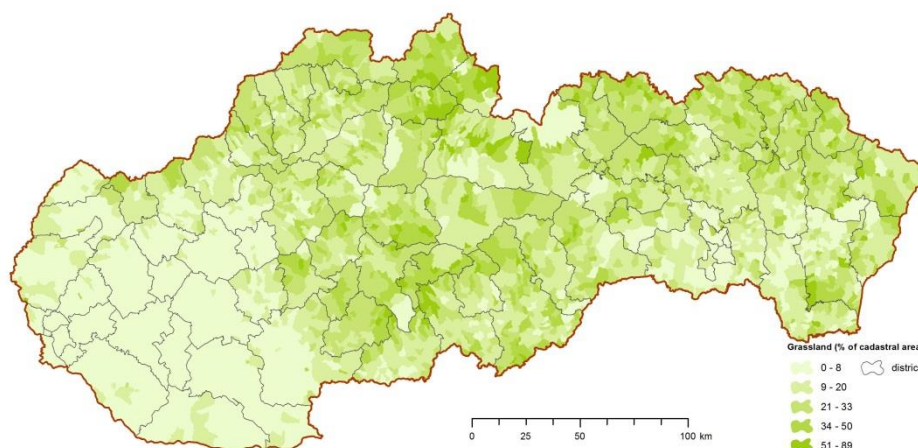 Grassland (% of cadastral area
0 - 8
distric
9 - 20
21 - 33
34 - 50
51 - 89
0 50 100 km